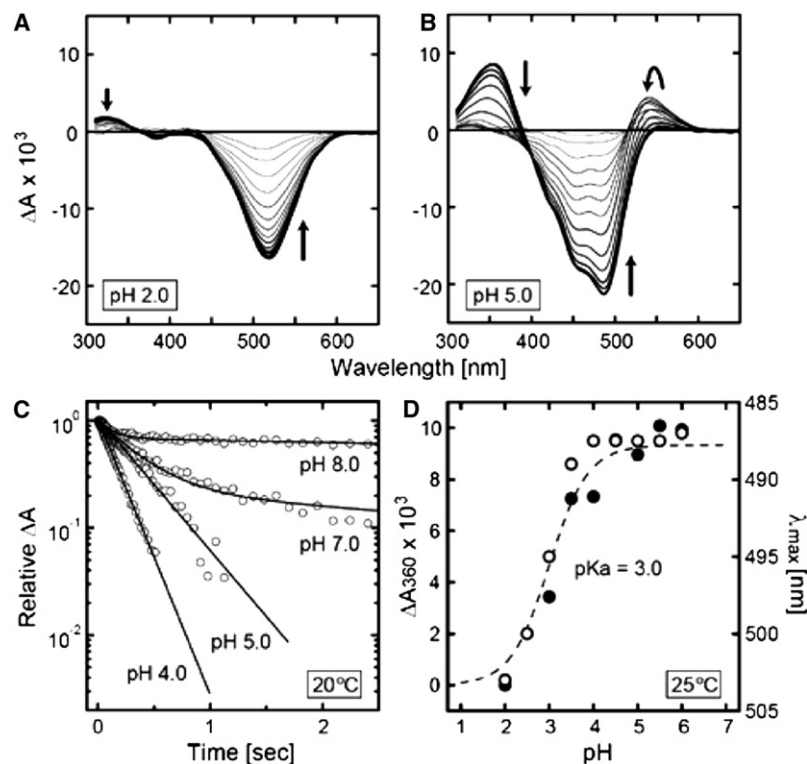 A
B
10
0
-10
-20
ΔA x 10³
pH 2.0
300 400 500 600
10
0
-10
-20
pH 5.0
300 400 500 600
Wavelength [nm]
C
D
10⁰
10⁻¹
10⁻²
Relative ΔA
pH 8.0
pH 7.0
pH 5.0
pH 4.0
20°C
0 1 2
Time [sec]
10
8
6
4
2
0
ΔA360 x 10³
pKa = 3.0
25°C
1 2 3 4 5 6 7
pH
485
490
495
500
505
λmax [nm]